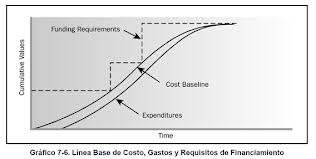 Funding Requirements
Cumulative Values
Cost Baseline
Expenditures
Time
Gráfico 7-6. Línea Base de Costo, Gastos y Requisitos de Financiamiento